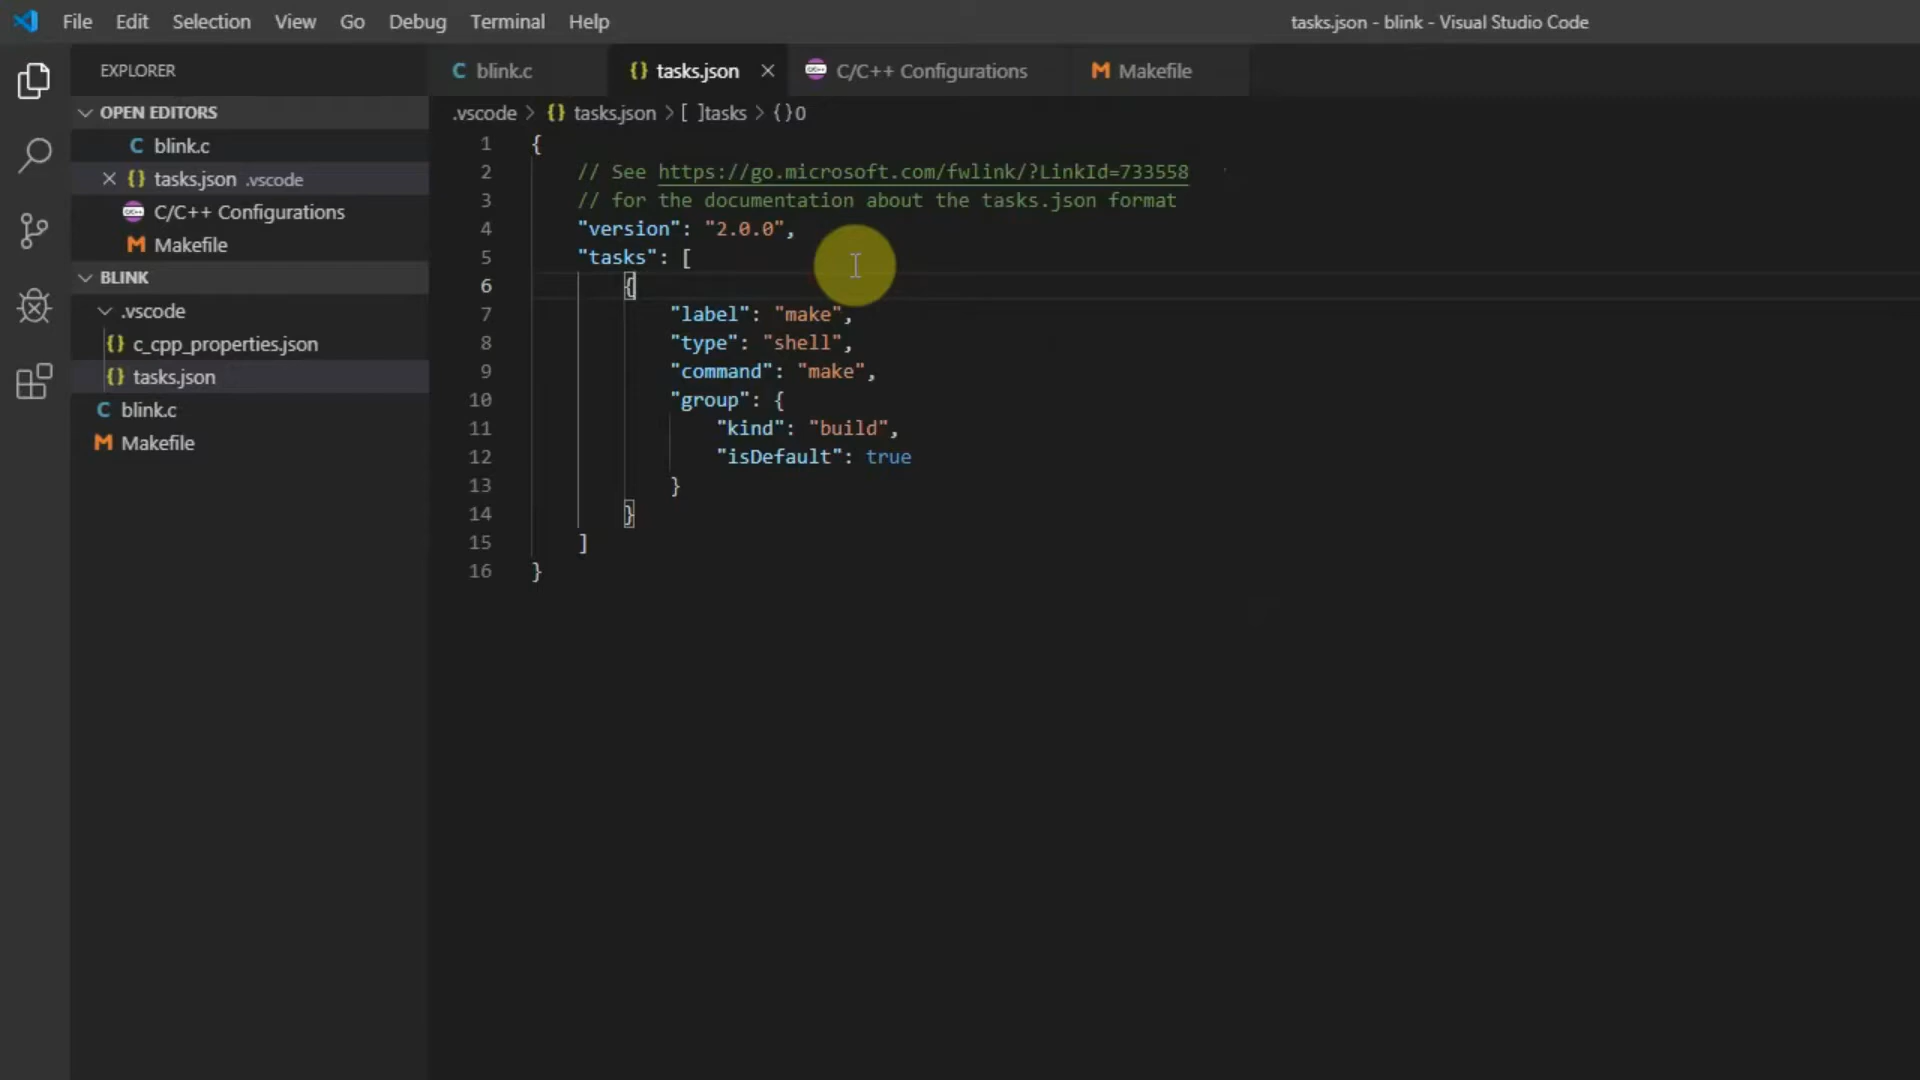 File Edit Selection View Go Debug Terminal Help
tasks.json - blink - Visual Studio Code
EXPLORER
OPEN EDITORS
C blink.c
{} tasks.json .vscode
C/C++ Configurations
M Makefile
BLINK
.vscode
{} c_cpp_properties.json
{} tasks.json
C blink.c
M Makefile
C blink.c
{} tasks.json
C/C++ Configurations
M Makefile
.vscode > {} tasks.json > [ ]tasks > {}0
1 {
2 // See https://go.microsoft.com/fwlink/?LinkId=733558
3 // for the documentation about the tasks.json format
4 "version": "2.0.0",
5 "tasks": [
6 {
7 "label": "make",
8 "type": "shell",
9 "command": "make",
10 "group": {
11 "kind": "build",
12 "isDefault": true
13 }
14 }
15 ]
16 }